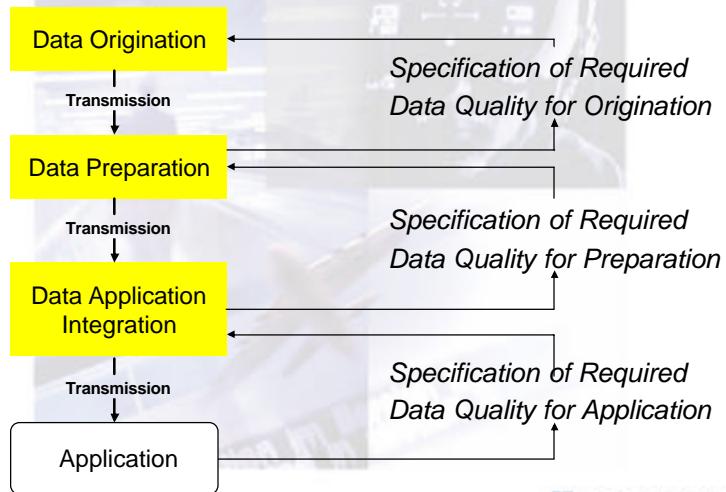 Data Origination
Specification of Required
Data Quality for Origination
Transmission
Data Preparation
Specification of Required
Data Quality for Preparation
Transmission
Data Application
Integration
Specification of Required
Data Quality for Application
Transmission
Application